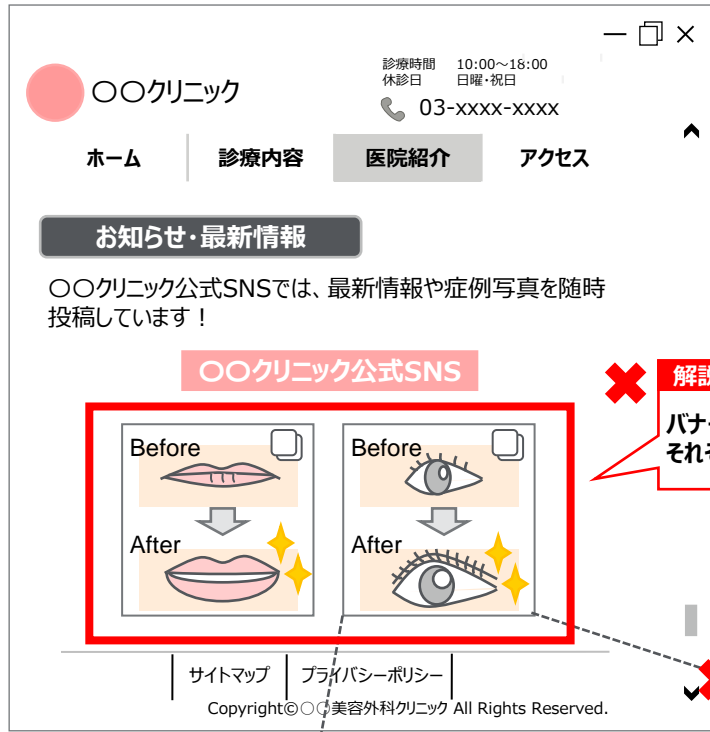 診療時間 10:00～18:00
休診日 日曜・祝日
〇〇クリニック
03-xxxx-xxxx
ホーム 診療内容 医院紹介 アクセス
お知らせ・最新情報
〇〇クリニック公式SNSでは、最新情報や症例写真を随時
投稿しています！
〇〇クリニック公式SNS
解説
バナ
それ
Before Before
After After
サイトマップ プライバシーポリシー
Copyright©〇〇美容外科クリニック All Rights Reserved.